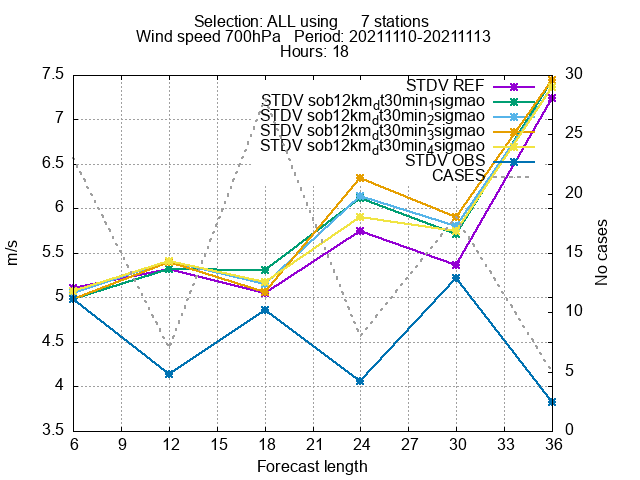 Selection: ALL using 7 stations
Wind speed 700hPa Period: 20211110-20211113
Hours: 18
STDV REF
STDV sob12km_dt30min_1sigmao
STDV sob12km_dt30min_2sigmao
STDV sob12km_dt30min_3sigmao
STDV sob12km_dt30min_4sigmao
STDV OBS
CASES
7.5
7
6.5
6
5.5
5
4.5
4
3.5
m/s
30
25
20
15
10
5
0
No cases
6 9 12 15 18 21 24 27 30 33 36
Forecast length